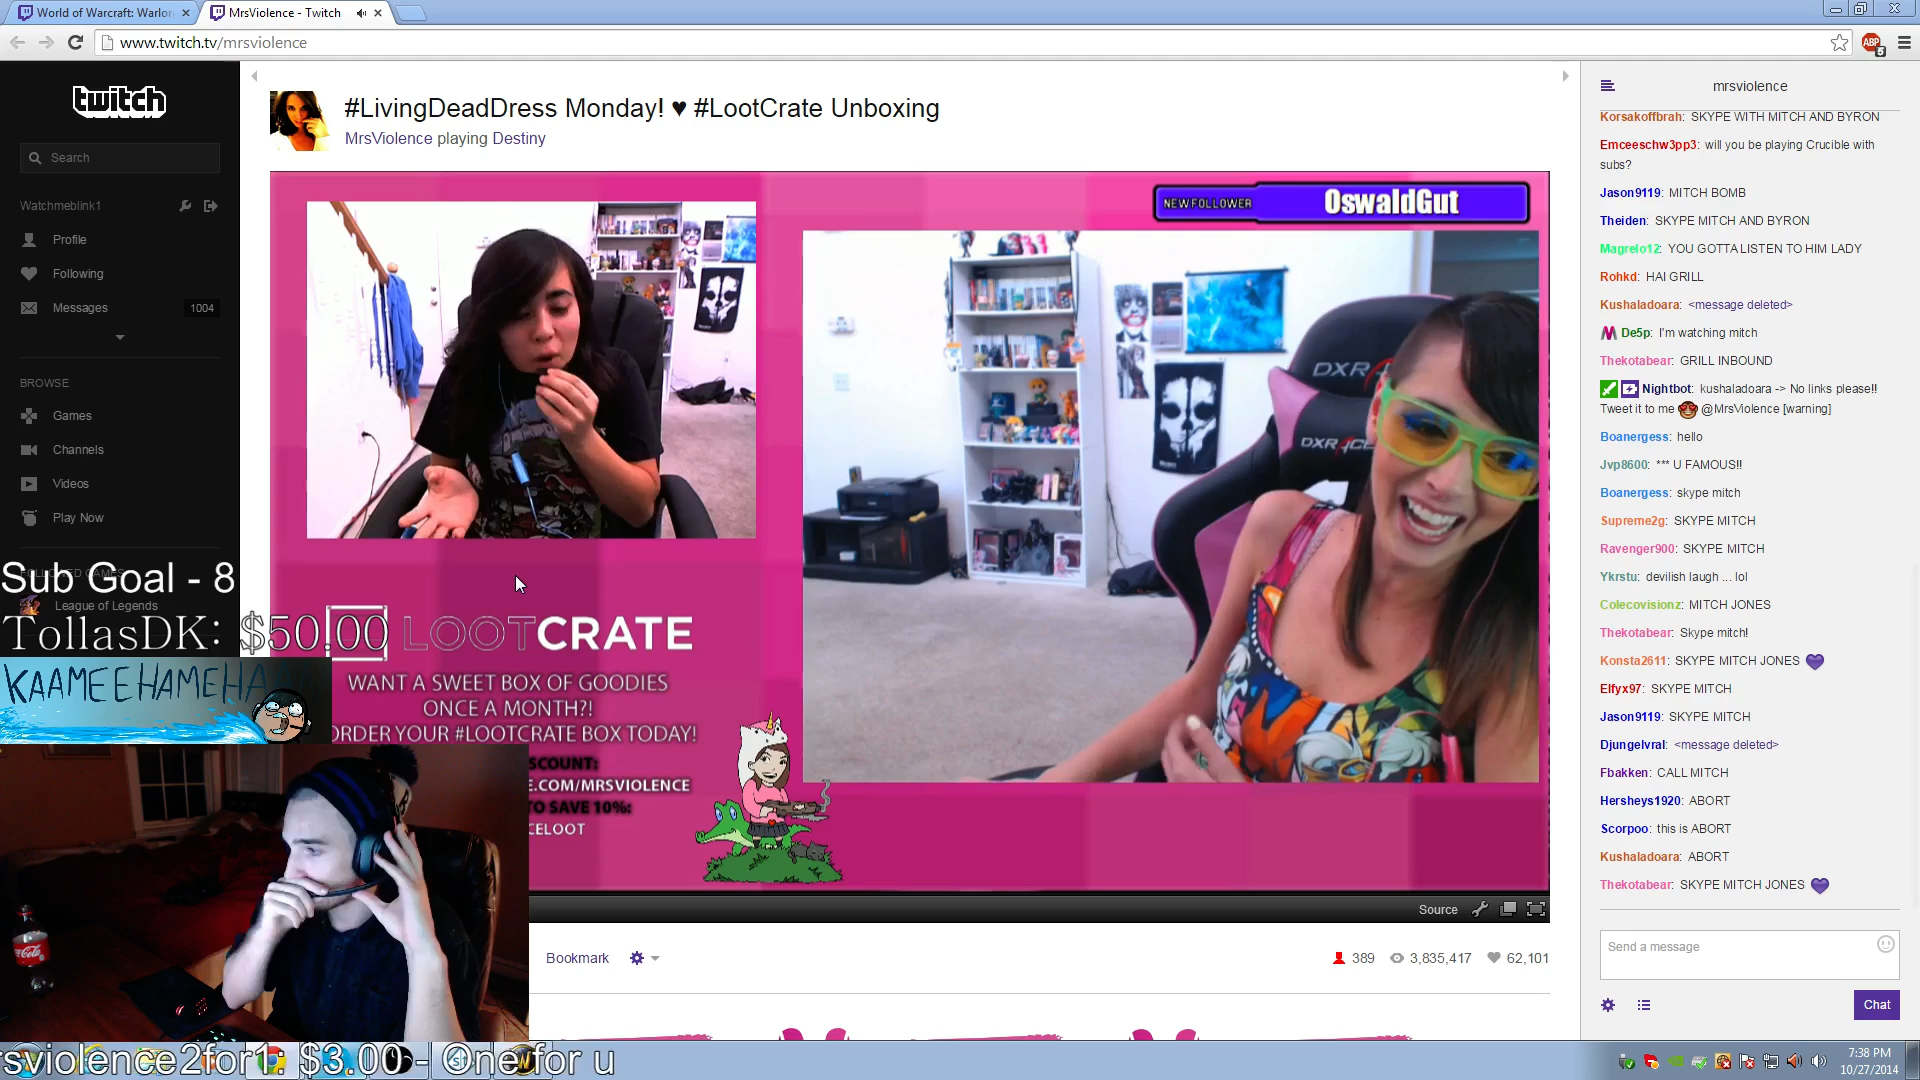 World of Warcraft: Warlor
MrsViolence - Twitch
www.twitch.tv/mrsviolence
ABP
5
twitch
Search
Watchmeblink1
Profile
Following
Messages 1004
BROWSE
Games
Channels
Videos
Play Now
Sub Goal - 8
League of Legends
TollasDK: $50.00
KAAMEEHAMEHA
#LivingDeadDress Monday! ♥ #LootCrate Unboxing
MrsViolence playing Destiny
NEW FOLLOWER OswaldGut
DXR
DXR
LOOTCRATE
WANT A SWEET BOX OF GOODIES
ONCE A MONTH?!
ORDER YOUR #LOOTCRATE BOX TODAY!
SCOUNT:
E.COM/MRSVIOLENCE
TO SAVE 10%:
CELOOT
Source
Bookmark
389 3,835,417 62,101
mrsviolence
Korsakoffbrah: SKYPE WITH MITCH AND BYRON
Emceeschw3pp3: will you be playing Crucible with
subs?
Jason9119: MITCH BOMB
Theiden: SKYPE MITCH AND BYRON
Magrelo12: YOU GOTTA LISTEN TO HIM LADY
Rohkd: HAI GRILL
Kushaladoara: <message deleted>
De5p: I'm watching mitch
Thekotabear: GRILL INBOUND
Nightbot: kushaladoara -> No links please!!
Tweet it to me @MrsViolence [warning]
Boanergess: hello
Jvp8600: *** U FAMOUS!!
Boanergess: skype mitch
Supreme2g: SKYPE MITCH
Ravenger900: SKYPE MITCH
Ykrstu: devilish laugh ... lol
Colecovisionz: MITCH JONES
Thekotabear: Skype mitch!
Konsta2611: SKYPE MITCH JONES
Elfyx97: SKYPE MITCH
Jason9119: SKYPE MITCH
Djungelvral: <message deleted>
Fbakken: CALL MITCH
Hersheys1920: ABORT
Scorpoo: this is ABORT
Kushaladoara: ABORT
Thekotabear: SKYPE MITCH JONES
Send a message
Chat
rsviolence2for1: $3.00 - One for u
7:38 PM
10/27/2014